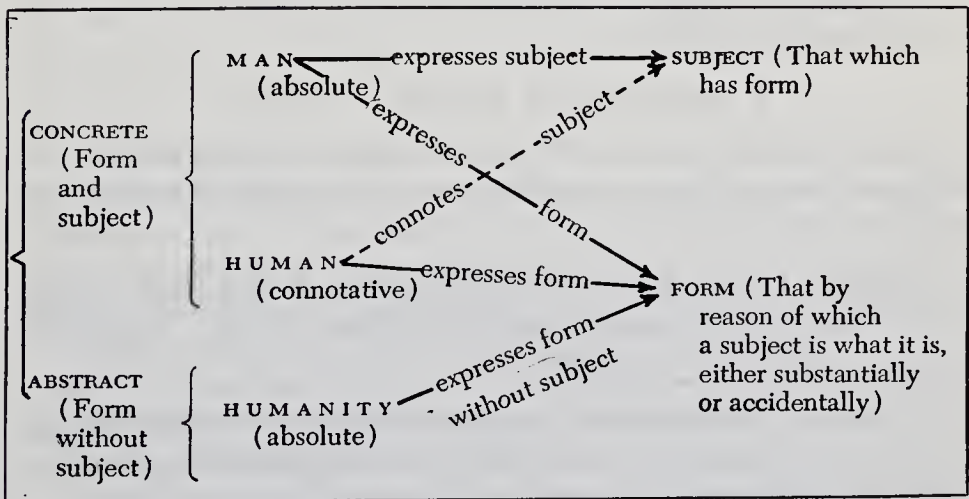 CONCRETE
(Form
and
subject)
MAN
(absolute)
expresses subject
SUBJECT (That which
has form)
expresses
form
connotes
subject
HUMAN
(connotative)
expresses form
FORM (That by
reason of which
a subject is what it is,
either substantially
or accidentally)
ABSTRACT
(Form
without
subject)
HUMANITY
(absolute)
expresses form
without subject